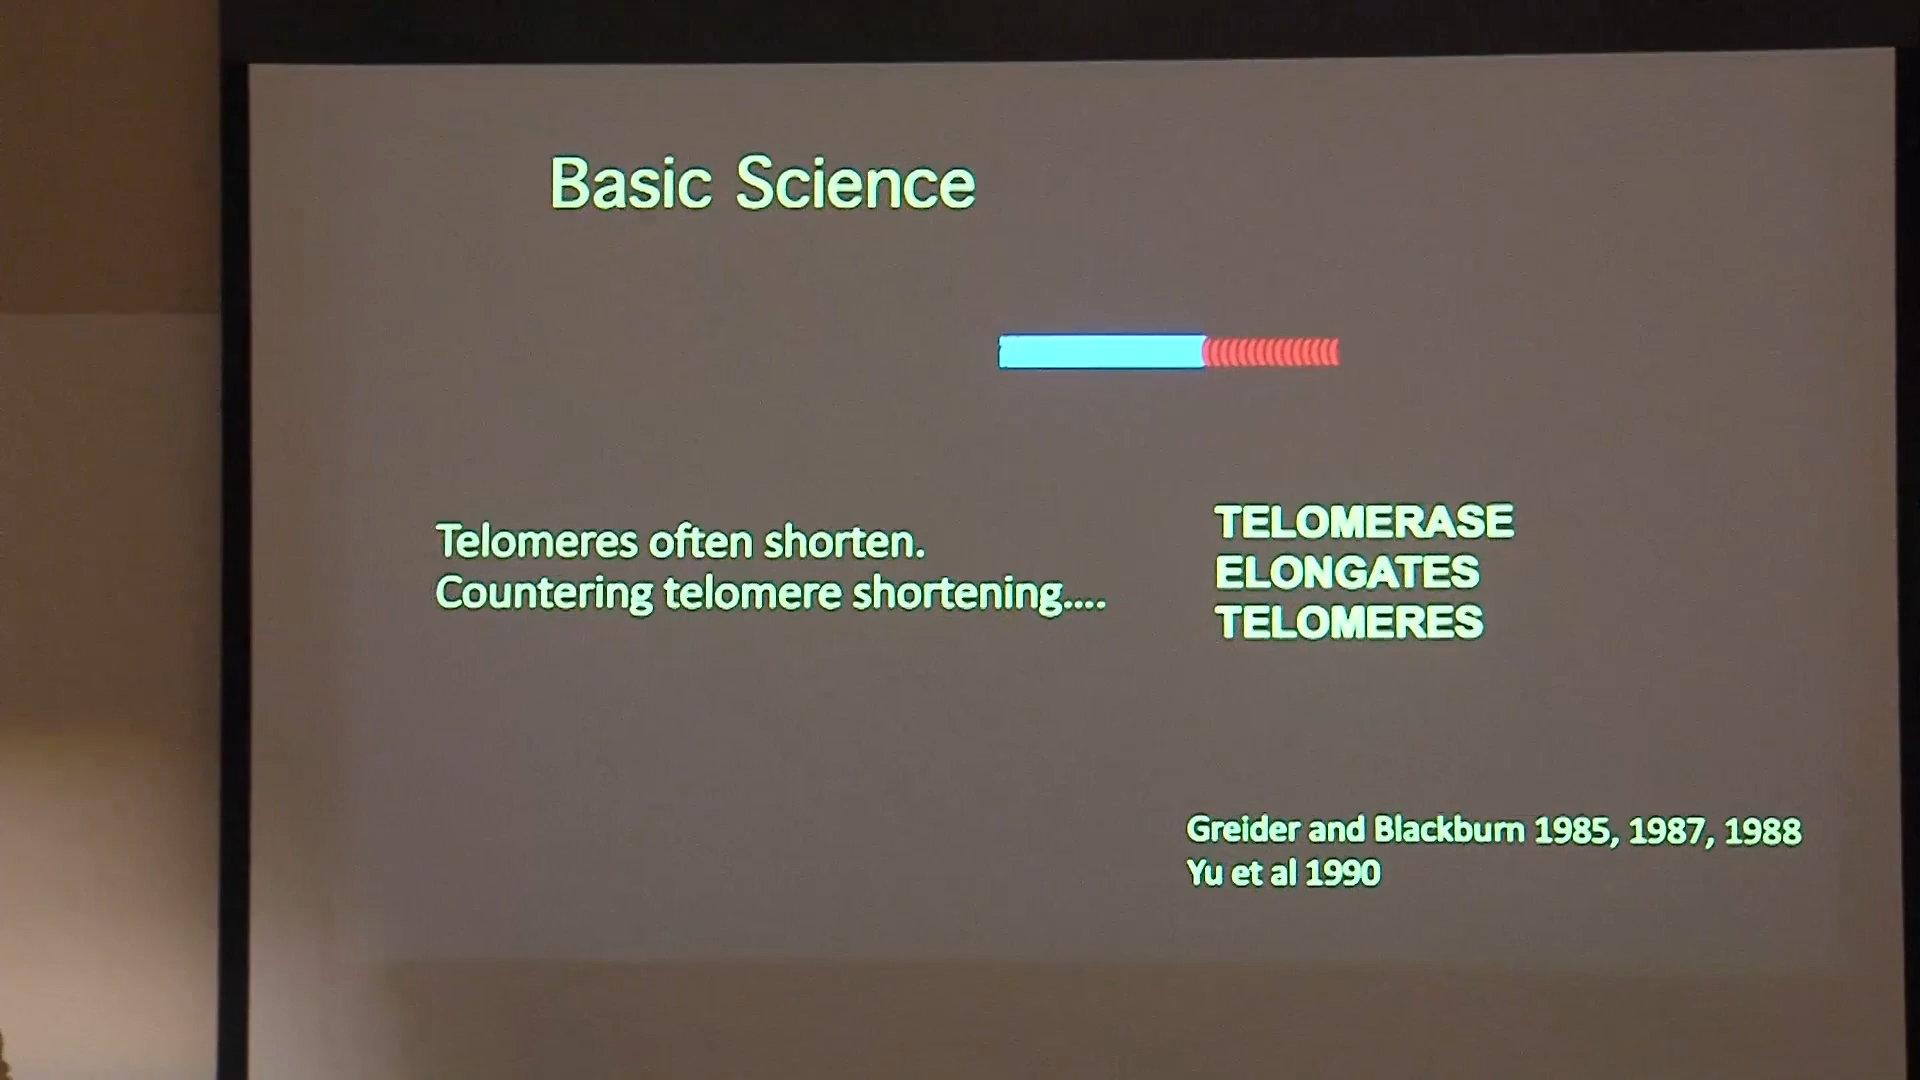 Basic Science
Telomeres often shorten.
Countering telomere shortening....
TELOMERASE
ELONGATES
TELOMERES
Greider and Blackburn 1985, 1987, 1988
Yu et al 1990